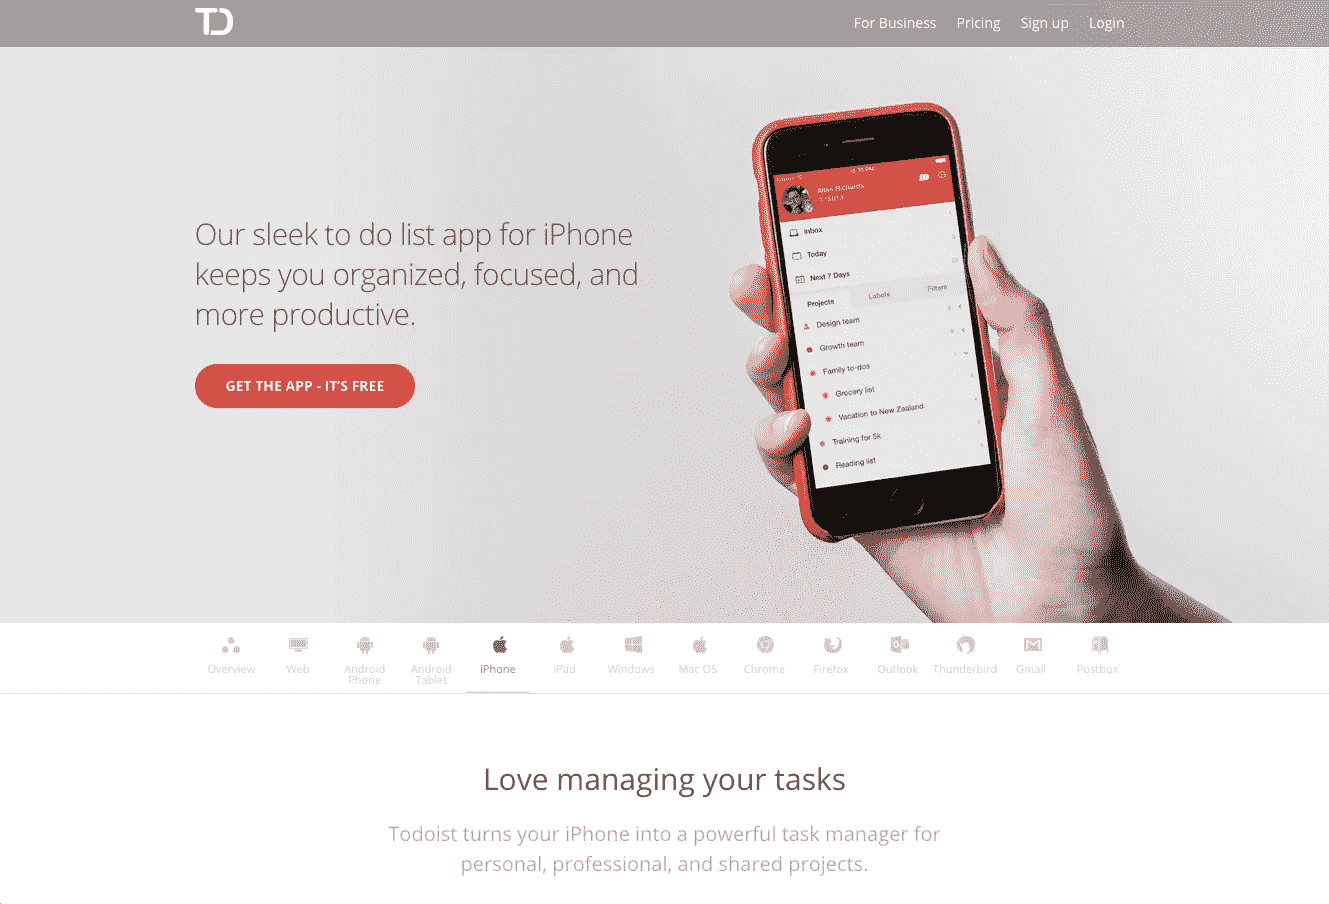 TD
For Business Pricing Sign up Login
Our sleek to do list app for iPhone
keeps you organized, focused, and
more productive.
GET THE APP - IT'S FREE
Allan Richards
Inbox
Today
Next 7 Days
Projects Labels Filters
Design team
Growth team
Family to-dos
Grocery list
Vacation to New Zealand
Training for 5k
Reading list
Overview Web Android Phone Android Tablet iPhone iPad Windows Mac OS Chrome Firefox Outlook Thunderbird Gmail Postbox
Love managing your tasks
Todoist turns your iPhone into a powerful task manager for
personal, professional, and shared projects.